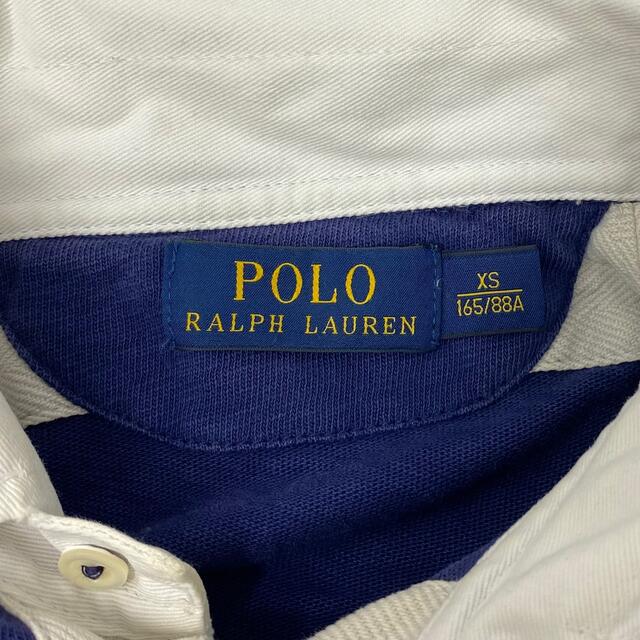 POLO
RALPH LAUREN
XS
165/88A